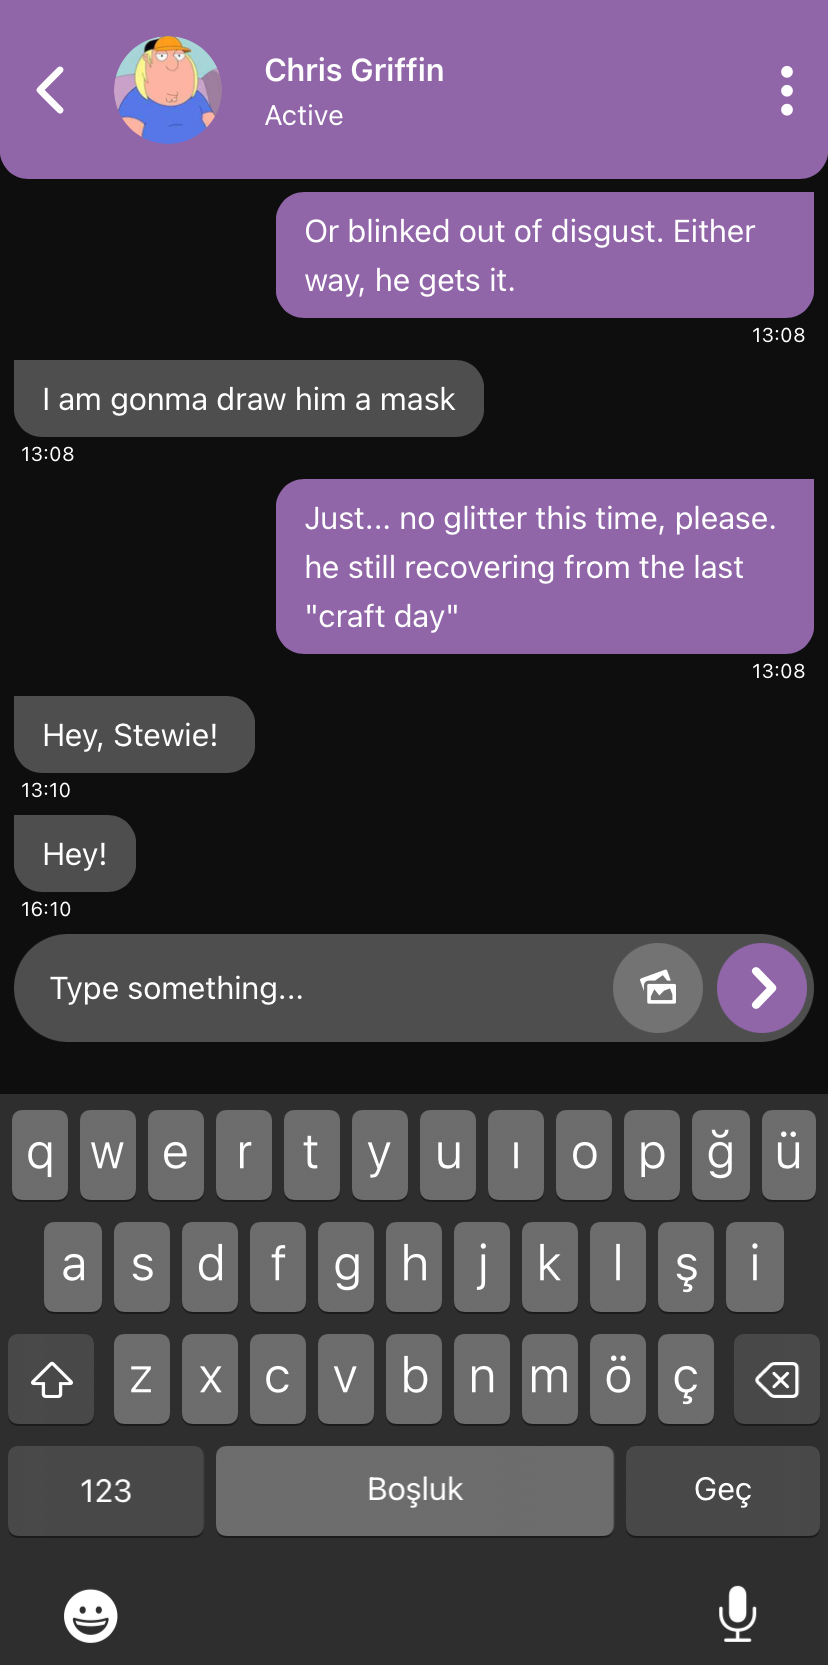 Chris Griffin
Active
Or blinked out of disgust. Either
way, he gets it.
13:08
I am gonma draw him a mask
13:08
Just... no glitter this time, please.
he still recovering from the last
"craft day"
13:08
Hey, Stewie!
13:10
Hey!
16:10
Type something...
q w e r t y u ı o p ğ ü
a s d f g h j k l ş i
z x c v b n m ö ç
123 Boşluk Geç